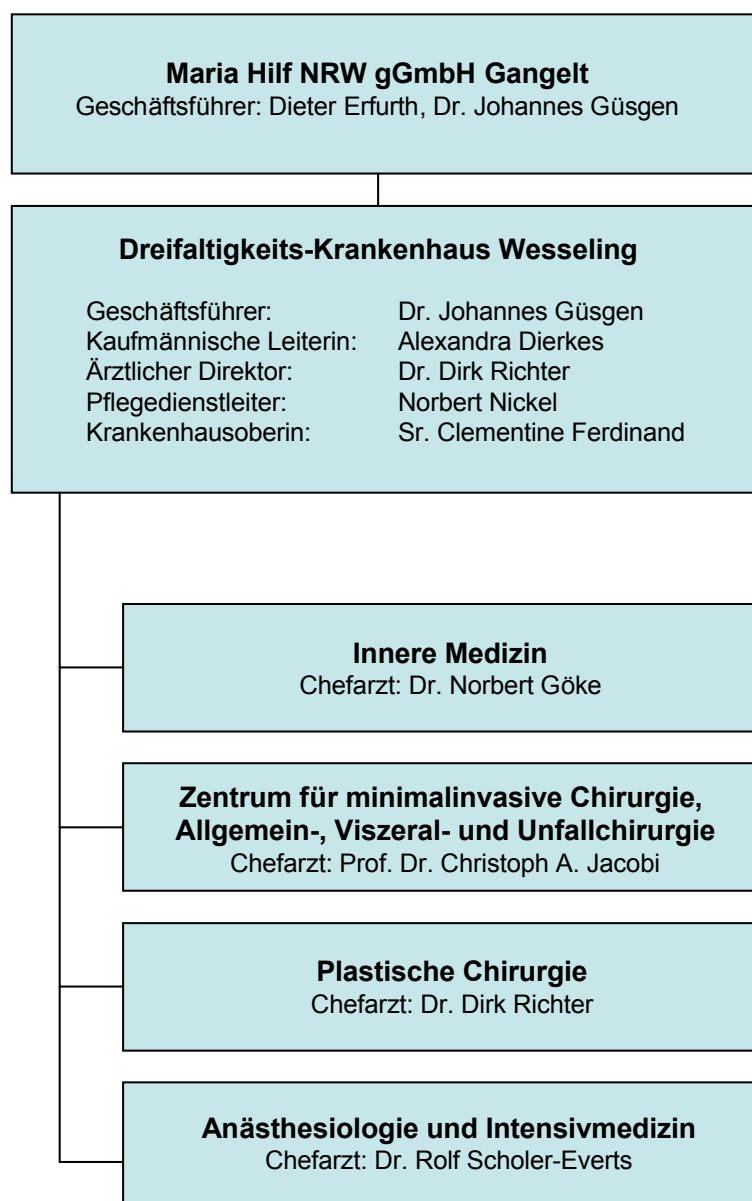 Maria Hilf NRW gGmbH Gangelt
Geschäftsführer: Dieter Erfurth, Dr. Johannes Güsgen
Dreifaltigkeits-Krankenhaus Wesseling
Geschäftsführer: Dr. Johannes Güsgen
Kaufmännische Leiterin: Alexandra Dierkes
Ärztlicher Direktor: Dr. Dirk Richter
Pflegedienstleiter: Norbert Nickel
Krankenhausoberin: Sr. Clementine Ferdinand
Innere Medizin
Chefarzt: Dr. Norbert Göke
Zentrum für minimalinvasive Chirurgie,
Allgemein-, Viszeral- und Unfallchirurgie
Chefarzt: Prof. Dr. Christoph A. Jacobi
Plastische Chirurgie
Chefarzt: Dr. Dirk Richter
Anästhesiologie und Intensivmedizin
Chefarzt: Dr. Rolf Scholer-Everts